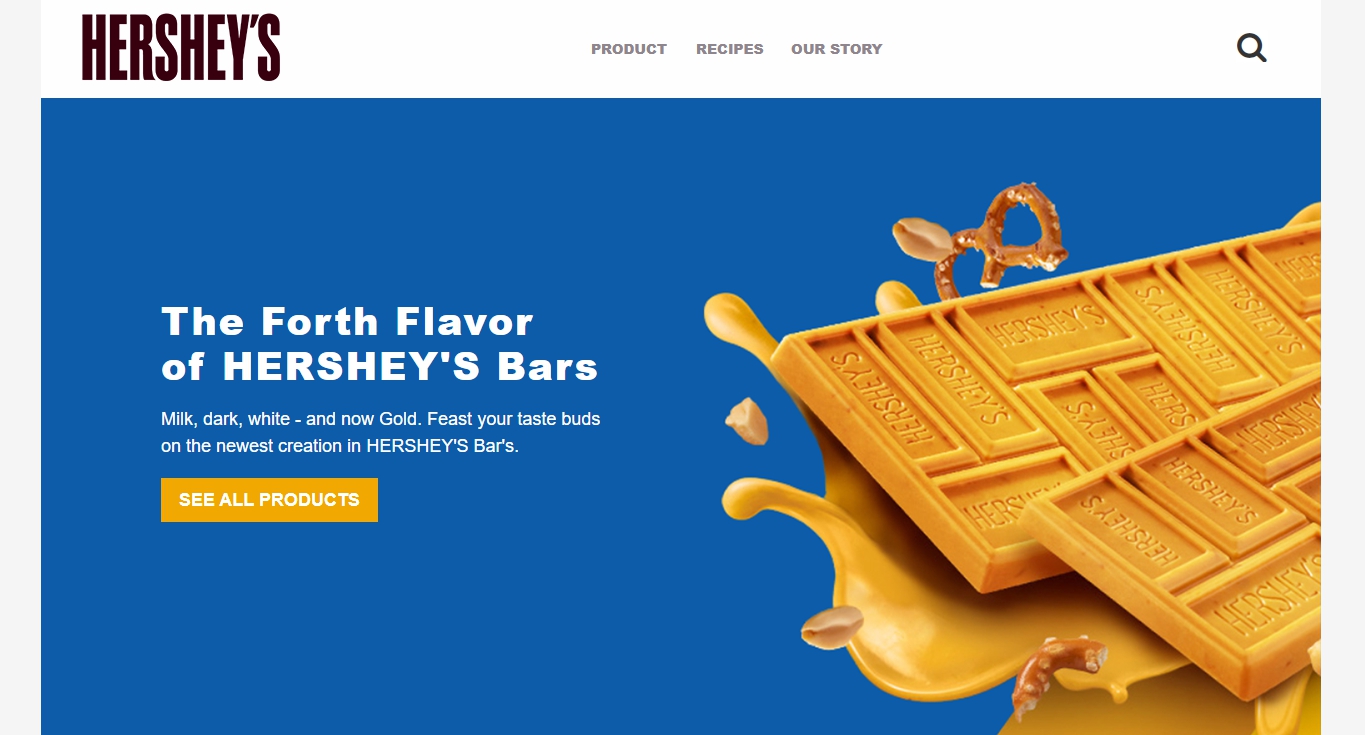 HERSHEY'S
PRODUCT RECIPES OUR STORY
The Forth Flavor
of HERSHEY'S Bars
Milk, dark, white - and now Gold. Feast your taste buds
on the newest creation in HERSHEY'S Bar's.
SEE ALL PRODUCTS
HERSHEY'S
HERSHEY'S
HERSHEY'S
HERSHEY'S
HERSHEY'S
HERSHEY'S
HERSHEY'S
HERSHEY'S
HERSHEY'S